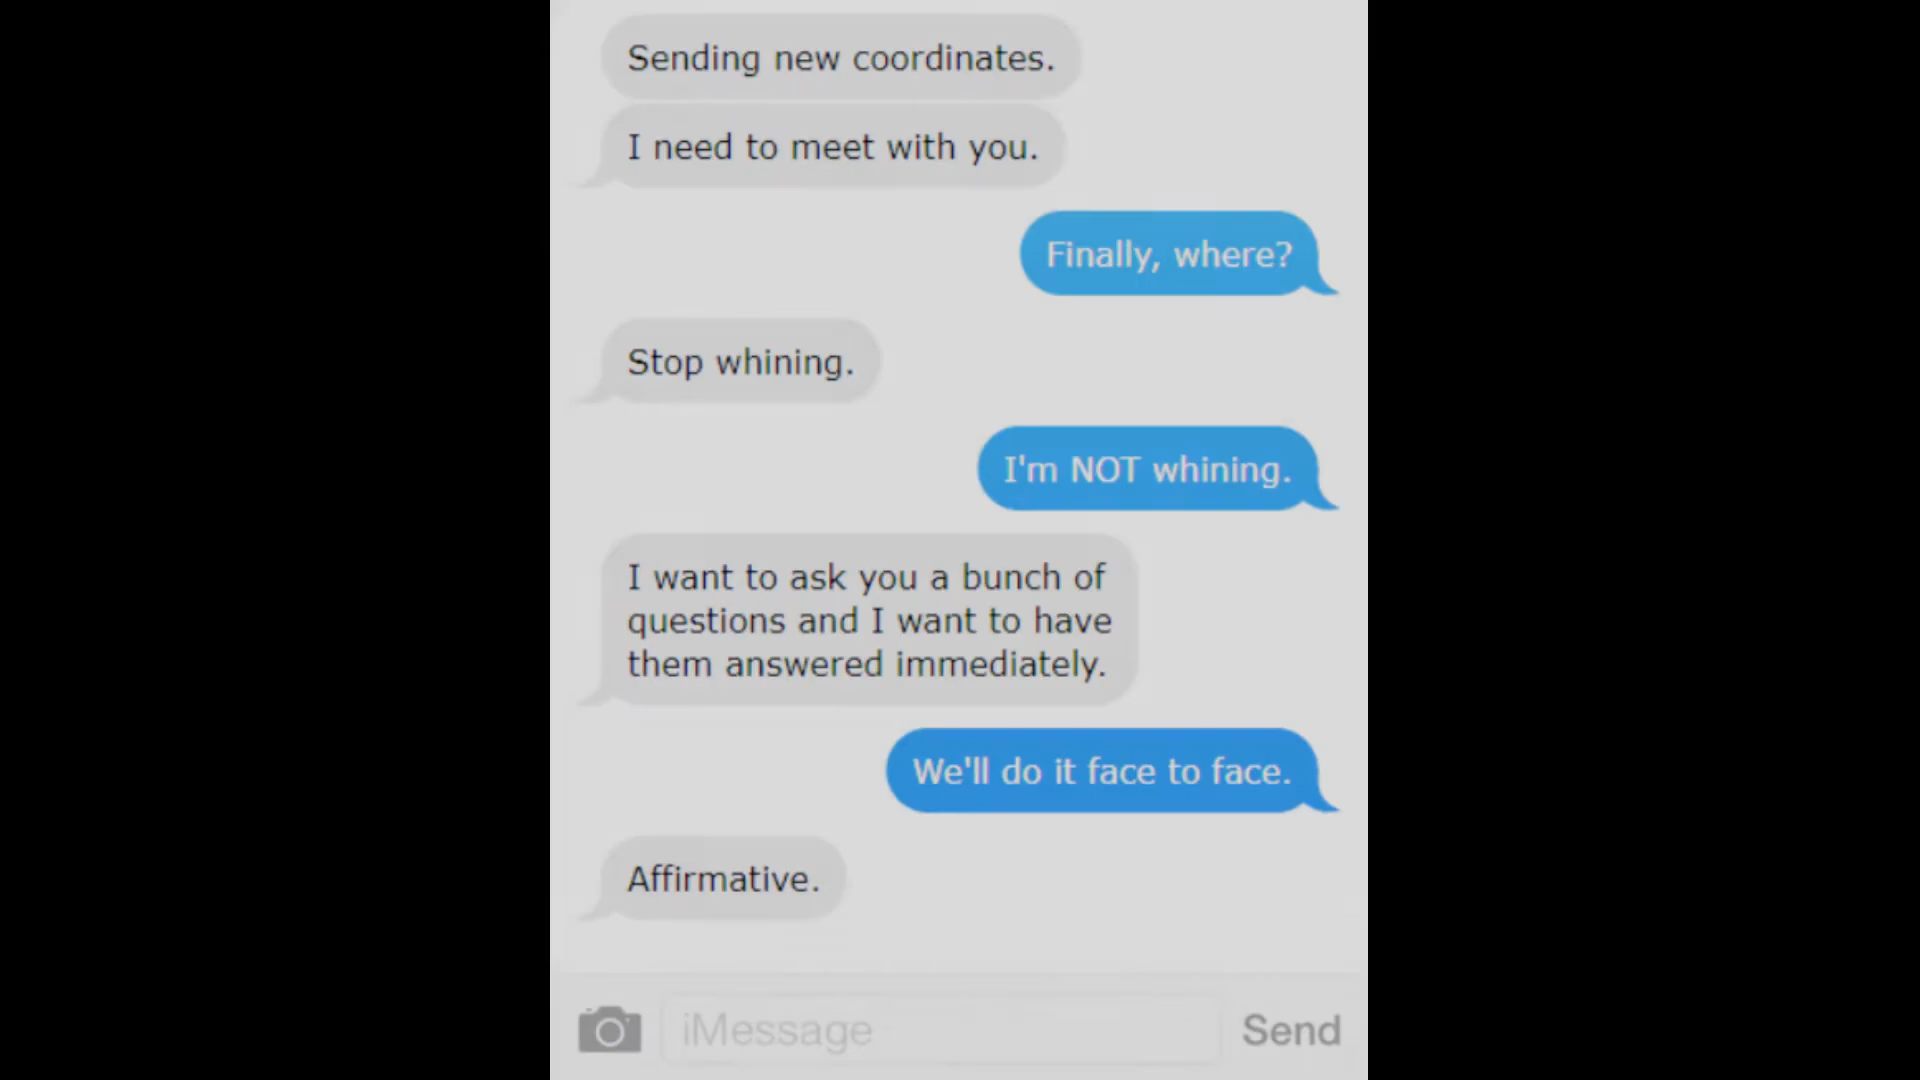 Sending new coordinates.
I need to meet with you.
Finally, where?
Stop whining.
I'm NOT whining.
I want to ask you a bunch of
questions and I want to have
them answered immediately.
We'll do it face to face.
Affirmative.
iMessage
Send